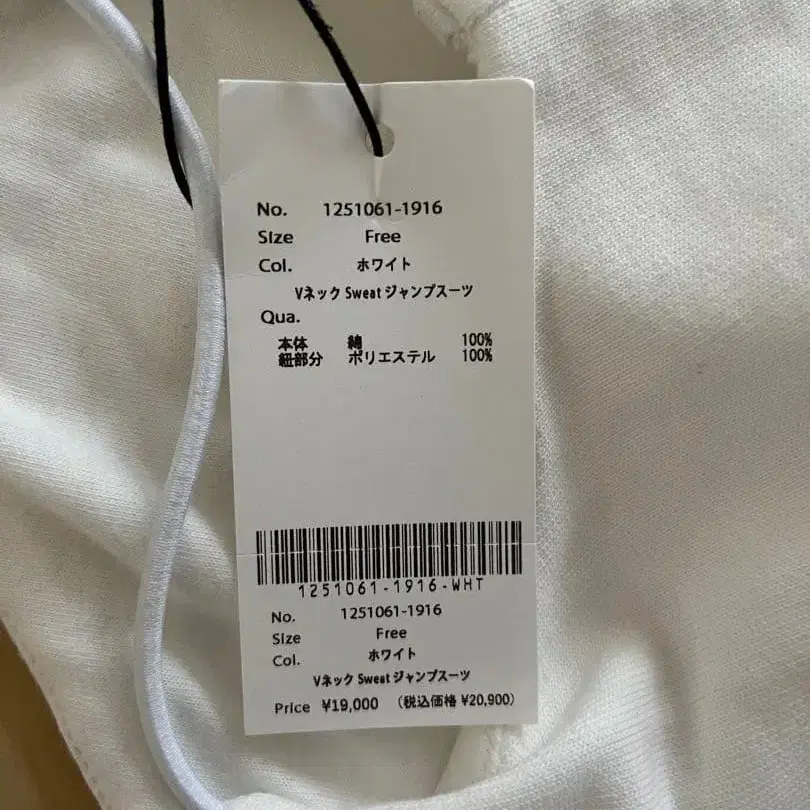 No. 1251061-1916
Size Free
Col. ホワイト
Vネック Sweat ジャンプスーツ
Qua.
本体 綿 100%
紐部分 ポリエステル 100%
1251061-1916-WHT
No. 1251061-1916
Size Free
Col. ホワイト
Vネック Sweat ジャンプスーツ
Price ¥19,000 (税込価格 ¥20,900)